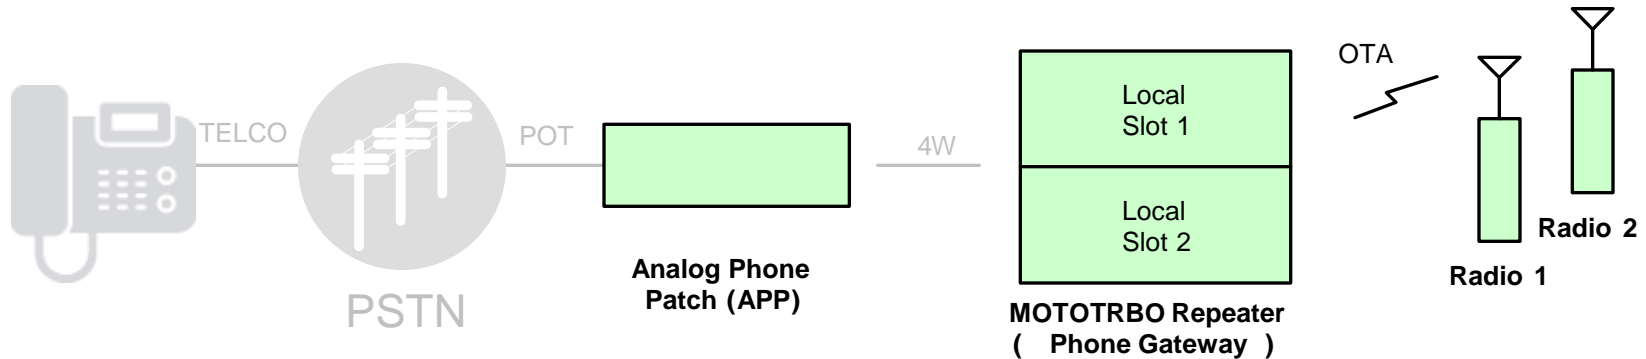 TELCO
PSTN
POT
Analog Phone
Patch (APP)
4W
Local
Slot 1
Local
Slot 2
MOTOTRBO Repeater
( Phone Gateway )
OTA
Radio 1
Radio 2